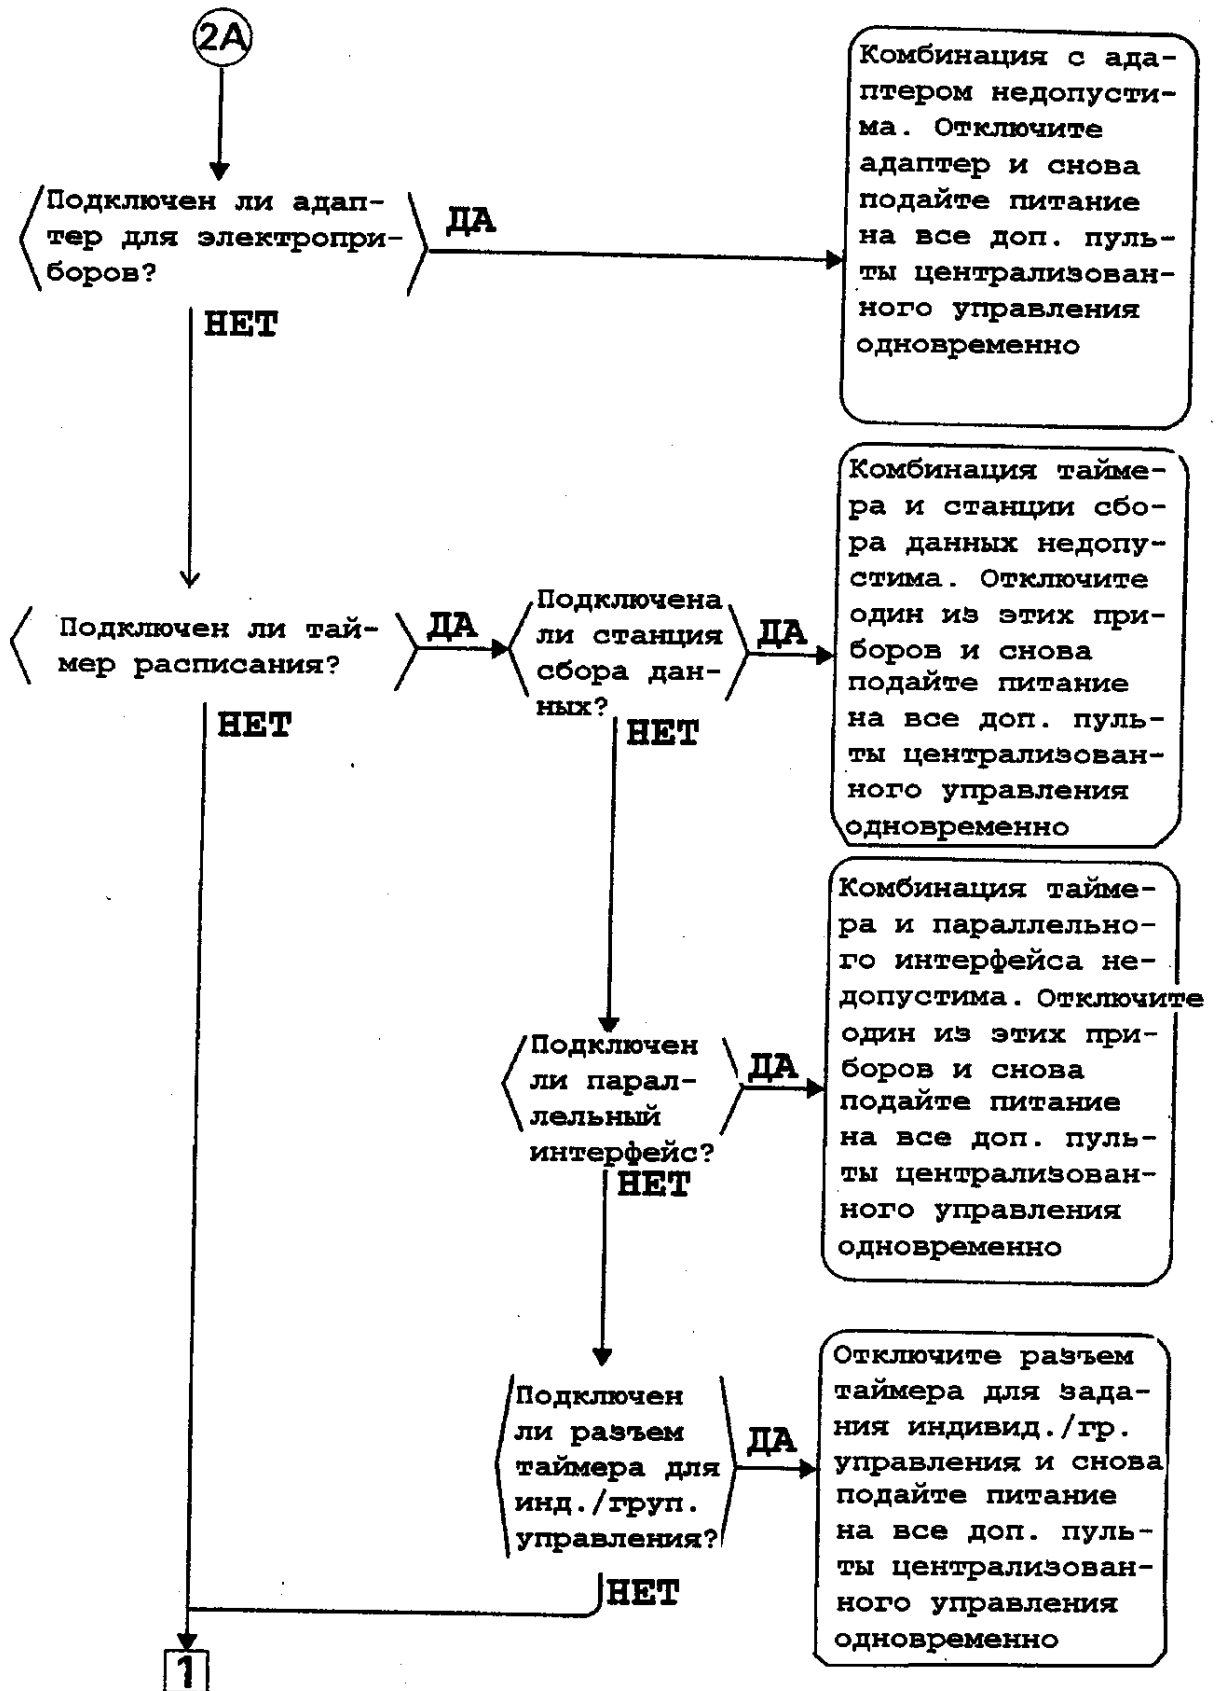 2А
Комбинация с ада-
птером недопусти-
ма. Отключите
адаптер и снова
подайте питание
на все доп. пуль-
ты централизован-
ного управления
одновременно
Подключен ли адап-
тер для электропри-
боров?
ДА
НЕТ
Комбинация тайме-
ра и станции сбо-
ра данных недопу-
стима. Отключите
один из этих при-
боров и снова
подайте питание
на все доп. пуль-
ты централизован-
ного управления
одновременно
Подключен ли тай-
мер расписания?
ДА
НЕТ
Подключена
ли станция
сбора дан-
ных?
ДА
НЕТ
Комбинация тайме-
ра и параллельно-
го интерфейса не-
допустима. Отключите
один из этих при-
боров и снова
подайте питание
на все доп. пуль-
ты централизован-
ного управления
одновременно
Подключен
ли парал-
лельный
интерфейс?
ДА
НЕТ
Отключите разъем
таймера для зада-
ния индивид./гр.
управления и снова
подайте питание
на все доп. пуль-
ты централизован-
ного управления
одновременно
Подключен
ли разъем
таймера для
инд./груп.
управления?
ДА
НЕТ
1